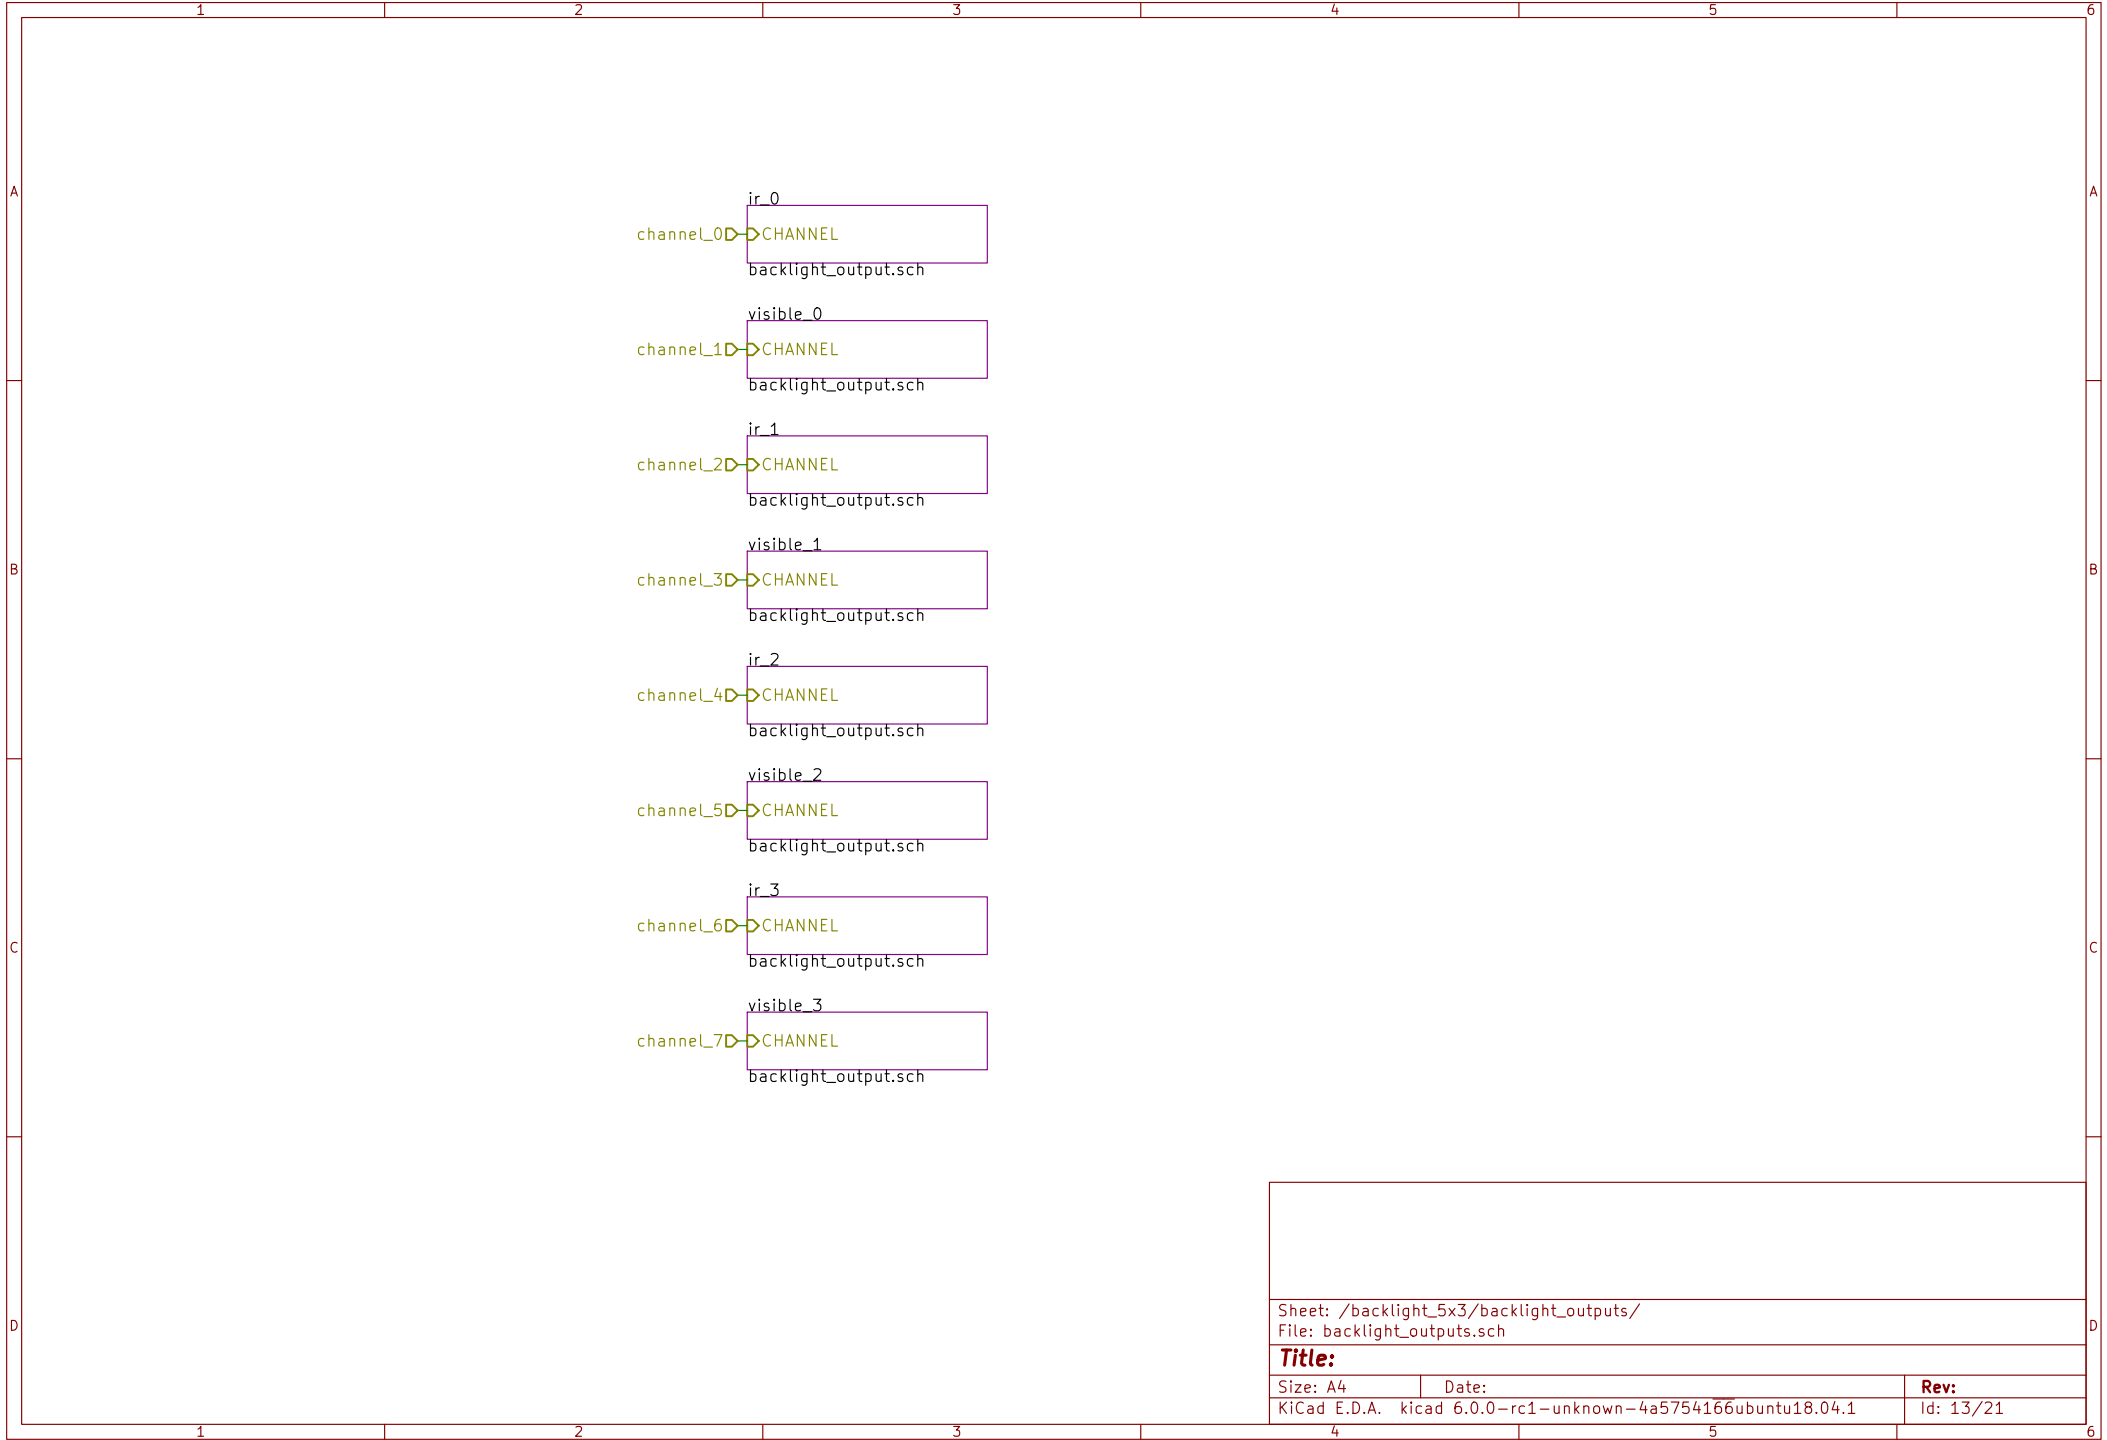 1 2 3 4 5 6
A A
ir_0
channel_0 CHANNEL
backlight_output.sch
visible_0
channel_1 CHANNEL
backlight_output.sch
ir_1
channel_2 CHANNEL
backlight_output.sch
visible_1
B B
channel_3 CHANNEL
backlight_output.sch
ir_2
channel_4 CHANNEL
backlight_output.sch
visible_2
channel_5 CHANNEL
backlight_output.sch
ir_3
channel_6 CHANNEL
C C
backlight_output.sch
visible_3
channel_7 CHANNEL
backlight_output.sch
Sheet: /backlight_5x3/backlight_outputs/
D D
File: backlight_outputs.sch
Title:
Size: A4 Date: Rev:
KiCad E.D.A. kicad 6.0.0-rc1-unknown-4a5754166ubuntu18.04.1 Id: 13/21
1 2 3 4 5 6